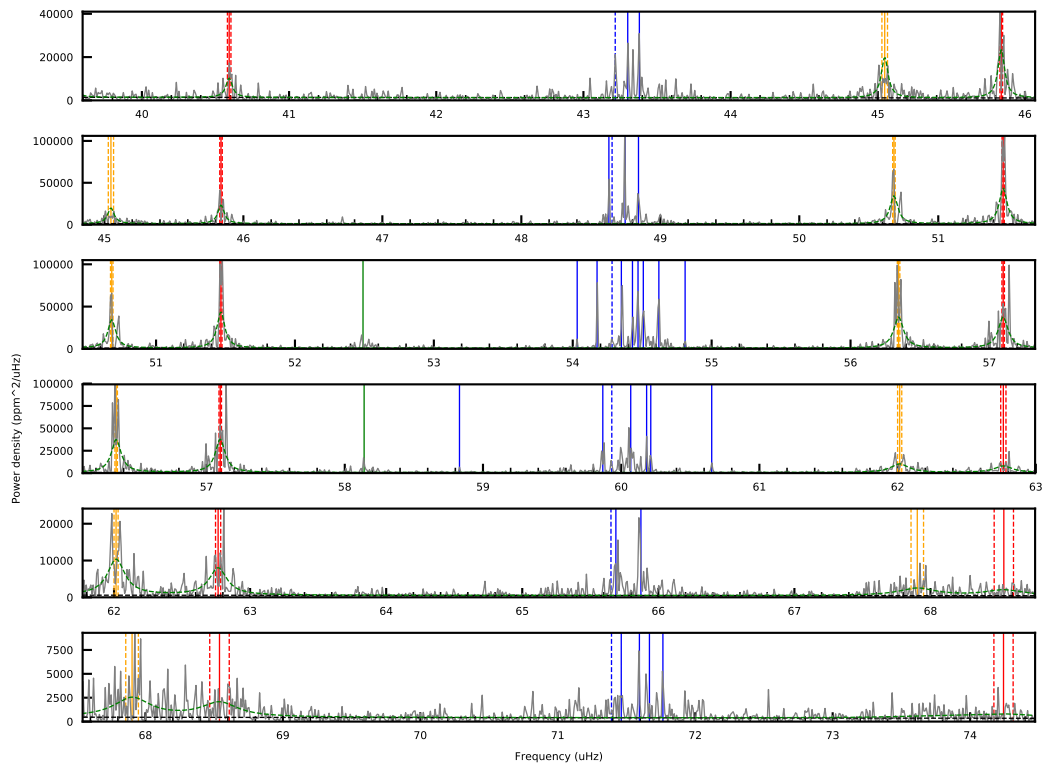 40000
20000
0
40 41 42 43 44 45 46
100000
50000
0
45 46 47 48 49 50 51
100000
50000
0
51 52 53 54 55 56 57
Power density (ppm^2/uHz)
100000
75000
50000
25000
0
57 58 59 60 61 62 63
20000
10000
0
62 63 64 65 66 67 68
7500
5000
2500
0
68 69 70 71 72 73 74
Frequency (uHz)